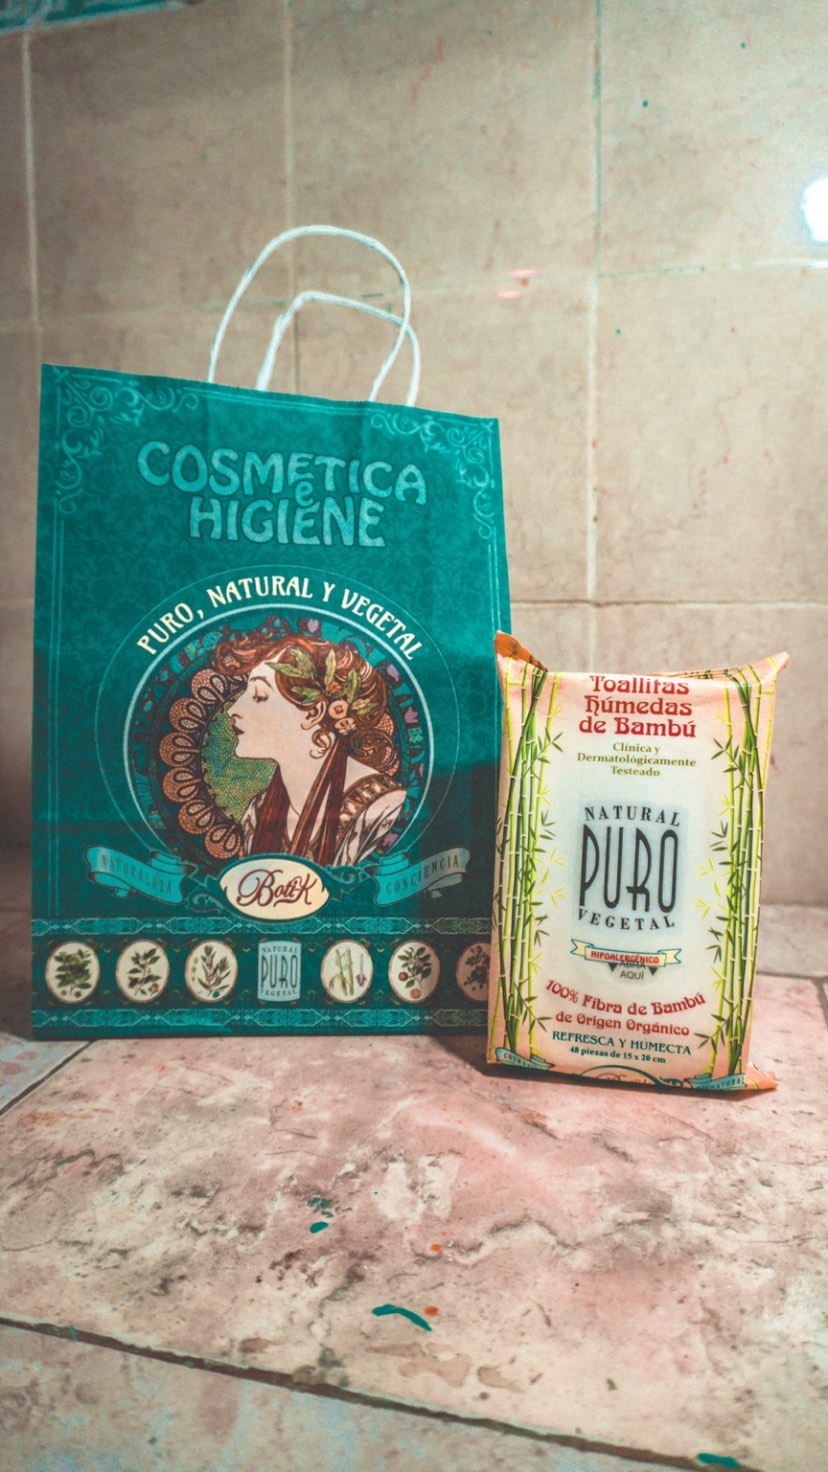 COSMETICA
e
HIGIENE
PURO, NATURAL Y VEGETAL
NATURALEZA
CONCIENCIA
Botik
NATURAL
PURO
VEGETAL
Toallitas
húmedas
de Bambú
Clínica y
Dermatológicamente
Testeado
NATURAL
PURO
VEGETAL
HIPOALERGÉNICO
ABRA
AQUÍ
100% Fibra de Bambú
de Origen Orgánico
REFRESCA Y HUMECTA
48 piezas de 15 x 20 cm